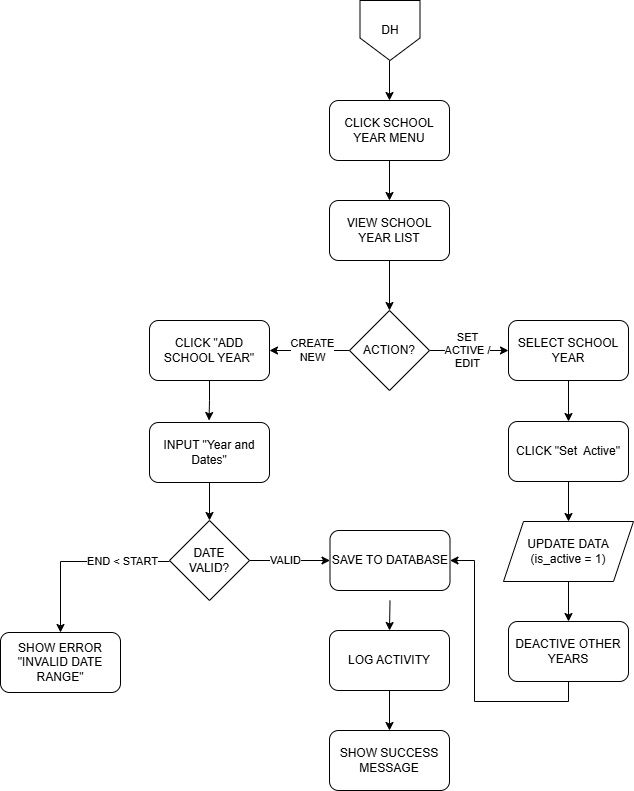 DH
CLICK SCHOOL
YEAR MENU
VIEW SCHOOL
YEAR LIST
ACTION?
CREATE
NEW
SET
ACTIVE /
EDIT
CLICK "ADD
SCHOOL YEAR"
SELECT SCHOOL
YEAR
INPUT "Year and
Dates"
CLICK "Set  Active"
DATE
VALID?
END < START
VALID
SAVE TO DATABASE
UPDATE DATA
(is_active = 1)
SHOW ERROR
"INVALID DATE
RANGE"
LOG ACTIVITY
DEACTIVE OTHER
YEARS
SHOW SUCCESS
MESSAGE